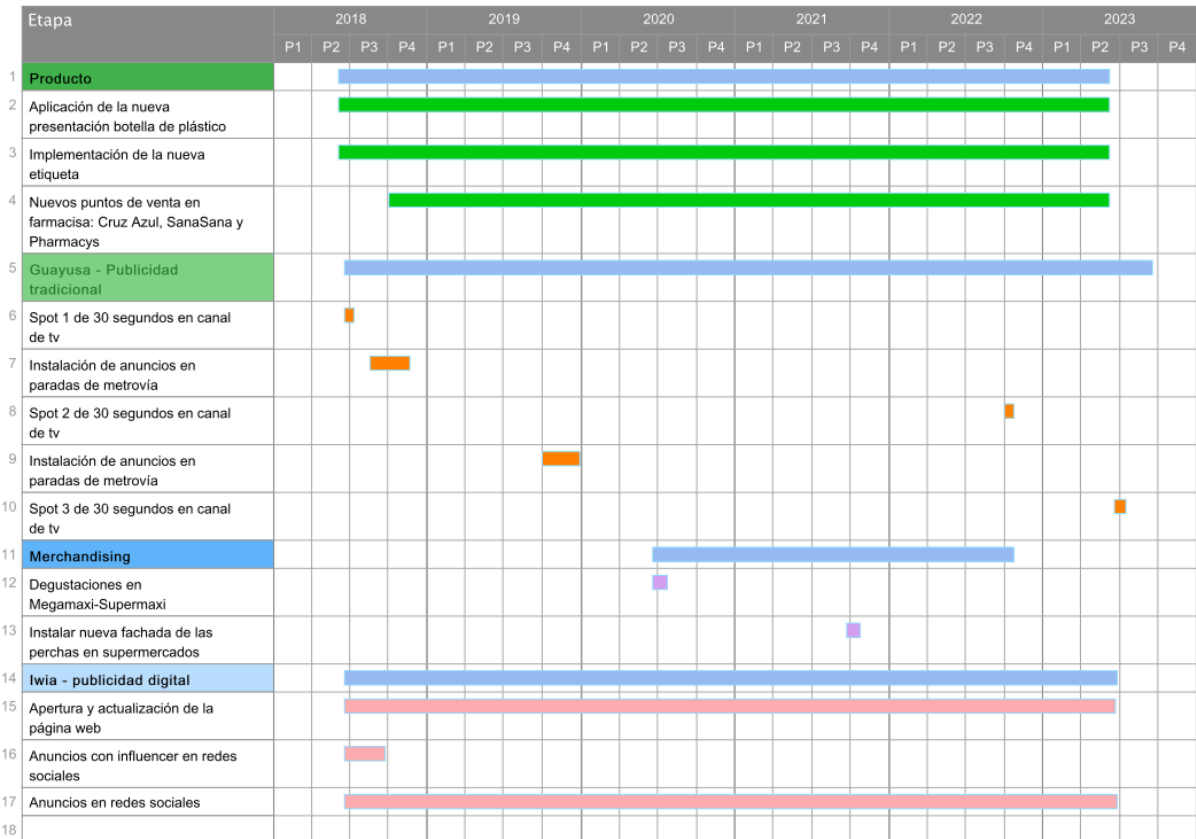 Etapa
2018 2019 2020 2021 2022 2023
P1 P2 P3 P4 P1 P2 P3 P4 P1 P2 P3 P4 P1 P2 P3 P4 P1 P2 P3 P4 P1 P2 P3 P4
1 Producto
2 Aplicación de la nueva
presentación botella de plástico
3 Implementación de la nueva
etiqueta
4 Nuevos puntos de venta en
farmacisa: Cruz Azul, SanaSana y
Pharmacys
5 Guayusa - Publicidad
tradicional
6 Spot 1 de 30 segundos en canal
de tv
7 Instalación de anuncios en
paradas de metrovía
8 Spot 2 de 30 segundos en canal
de tv
9 Instalación de anuncios en
paradas de metrovía
10 Spot 3 de 30 segundos en canal
de tv
11 Merchandising
12 Degustaciones en
Megamaxi-Supermaxi
13 Instalar nueva fachada de las
perchas en supermercados
14 Iwia - publicidad digital
15 Apertura y actualización de la
página web
16 Anuncios con influencer en redes
sociales
17 Anuncios en redes sociales
18